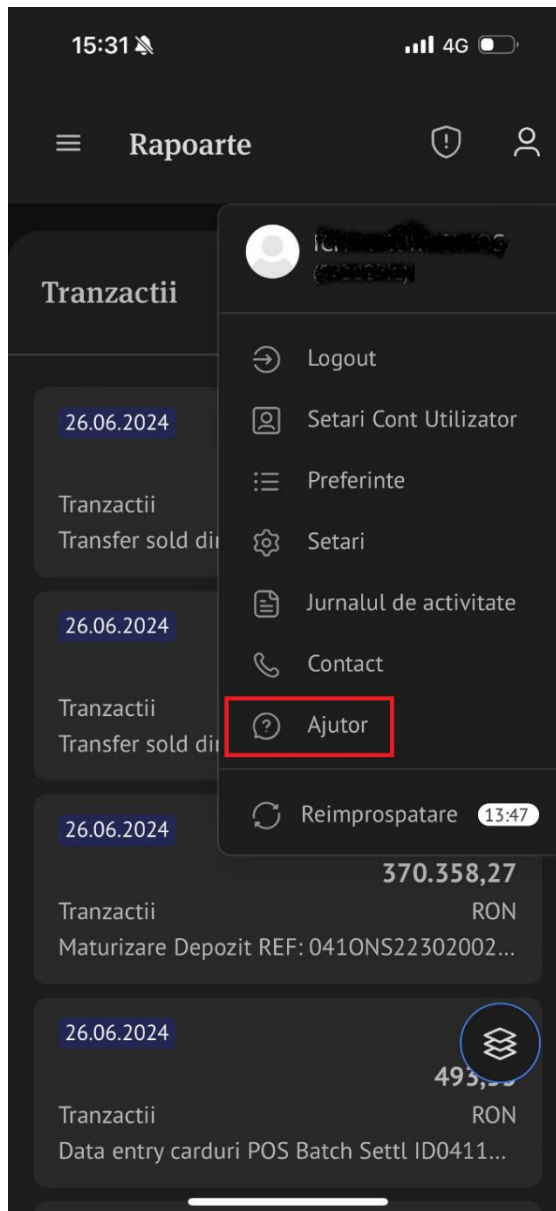 15:31
4G
Rapoarte
Tranzactii
Logout
Setari Cont Utilizator
Preferinte
Setari
Jurnalul de activitate
Contact
Ajutor
Reimprospatare 13:47
26.06.2024
Tranzactii
Transfer sold din
26.06.2024
Tranzactii
Transfer sold din
26.06.2024
370.358,27
Tranzactii RON
Maturizare Depozit REF: 041ONS22302002...
26.06.2024
Tranzactii RON
Data entry carduri POS Batch Settl ID0411...